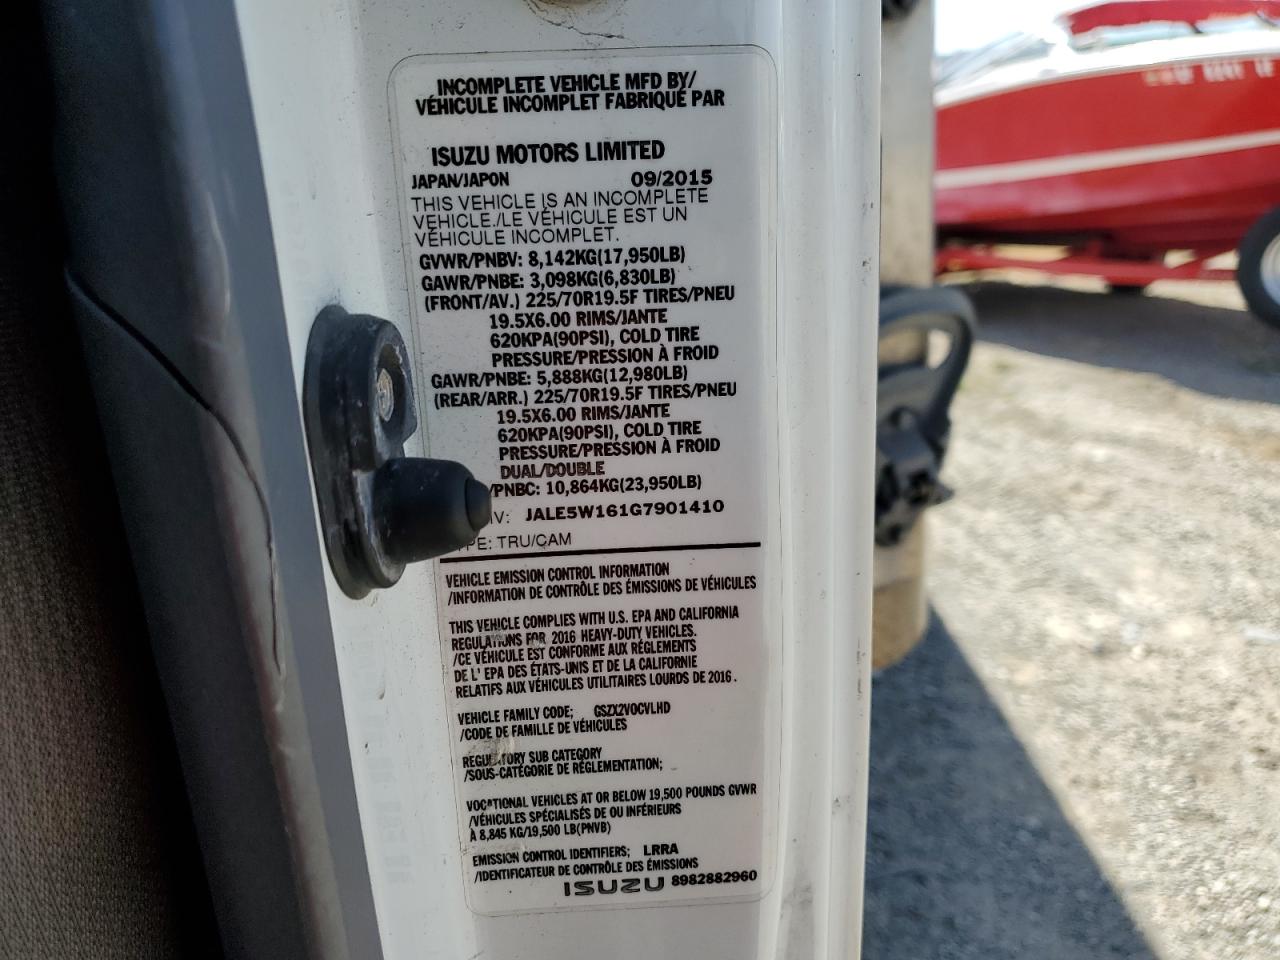 INCOMPLETE VEHICLE MFD BY/
VÉHICULE INCOMPLET FABRIQUÉ PAR
ISUZU MOTORS LIMITED
JAPAN/JAPON 09/2015
THIS VEHICLE IS AN INCOMPLETE
VEHICLE./LE VÉHICULE EST UN
VÉHICULE INCOMPLET.
GVWR/PNBV: 8,142KG(17,950LB)
GAWR/PNBE: 3,098KG(6,830LB)
(FRONT/AV.) 225/70R19.5F TIRES/PNEU
19.5X6.00 RIMS/JANTE
620KPA(90PSI), COLD TIRE
PRESSURE/PRESSION À FROID
GAWR/PNBE: 5,888KG(12,980LB)
(REAR/ARR.) 225/70R19.5F TIRES/PNEU
19.5X6.00 RIMS/JANTE
620KPA(90PSI), COLD TIRE
PRESSURE/PRESSION À FROID
DUAL/DOUBLE
/PNBC: 10,864KG(23,950LB)
IV: JALE5W161G7901410
PE: TRU/CAM
VEHICLE EMISSION CONTROL INFORMATION
/INFORMATION DE CONTRÔLE DES ÉMISSIONS DE VÉHICULES
THIS VEHICLE COMPLIES WITH U.S. EPA AND CALIFORNIA
REGULATIONS FOR 2016 HEAVY-DUTY VEHICLES.
/CE VÉHICULE EST CONFORME AUX RÉGLEMENTS
DE L' EPA DES ÉTATS-UNIS ET DE LA CALIFORNIE
RELATIFS AUX VÉHICULES UTILITAIRES LOURDS DE 2016.
VEHICLE FAMILY CODE; GSZX2VOCVLHD
/CODE DE FAMILLE DE VÉHICULES
REGULATORY SUB CATEGORY
/SOUS-CATÉGORIE DE RÉGLEMENTATION;
VOCATIONAL VEHICLES AT OR BELOW 19,500 POUNDS GVWR
/VÉHICULES SPÉCIALISÉS DE OU INFÉRIEURS
À 8,845 KG/19,500 LB(PNVB)
EMISSION CONTROL IDENTIFIERS; LRRA
/IDENTIFICATEUR DE CONTRÔLE DES ÉMISSIONS
ISUZU 8982882960